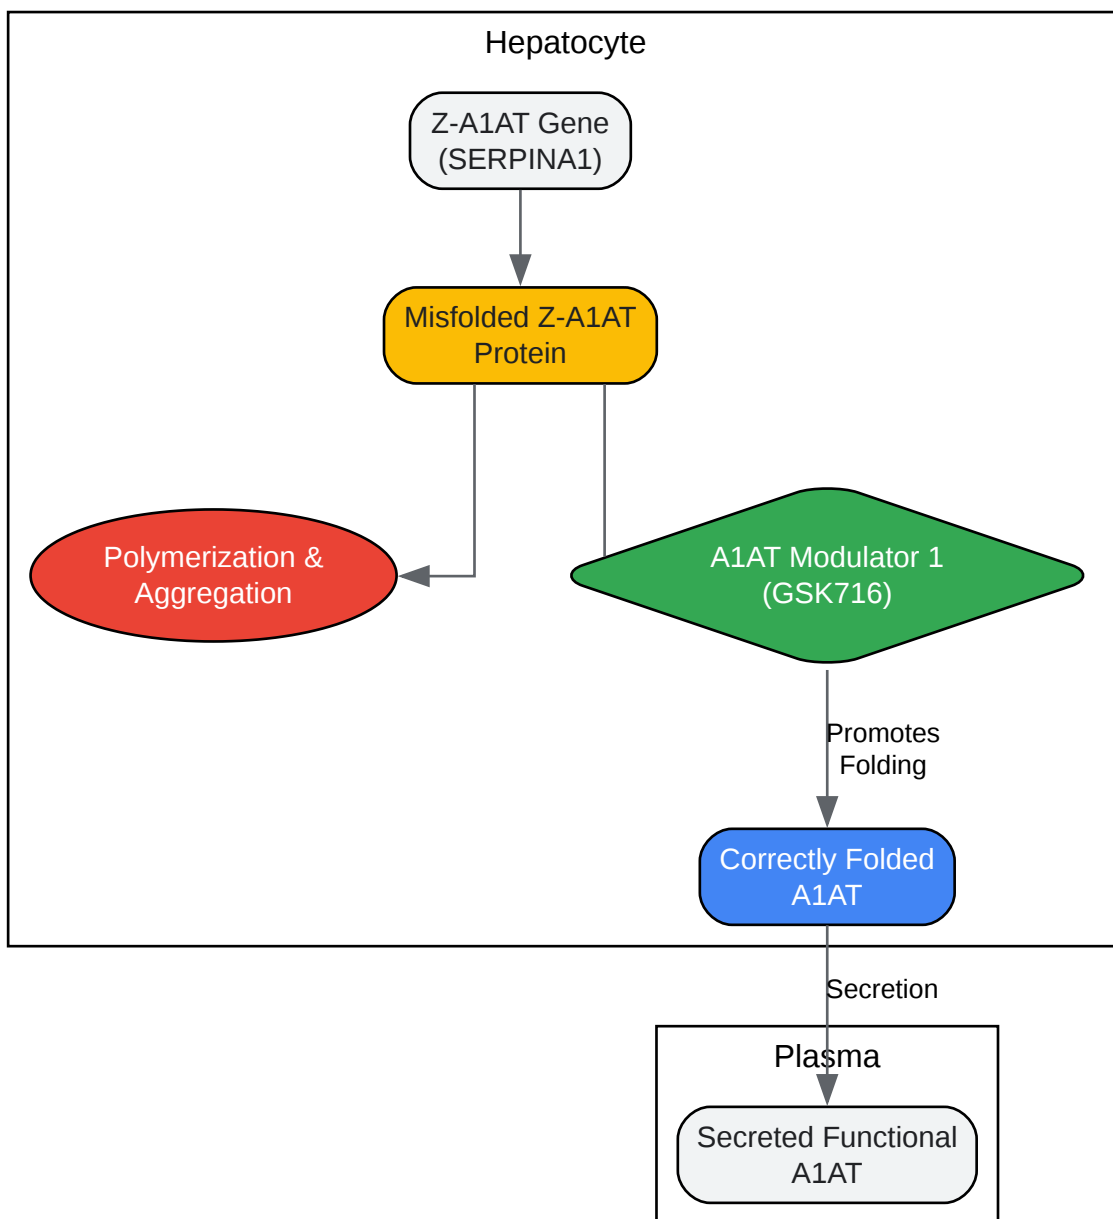 Hepatocyte
Z-A1AT Gene
(SERPINA1)
Misfolded Z-A1AT
Protein
Polymerization &
Aggregation
A1AT Modulator 1
(GSK716)
Promotes
Folding
Correctly Folded
A1AT
Secretion
Plasma
Secreted Functional
A1AT